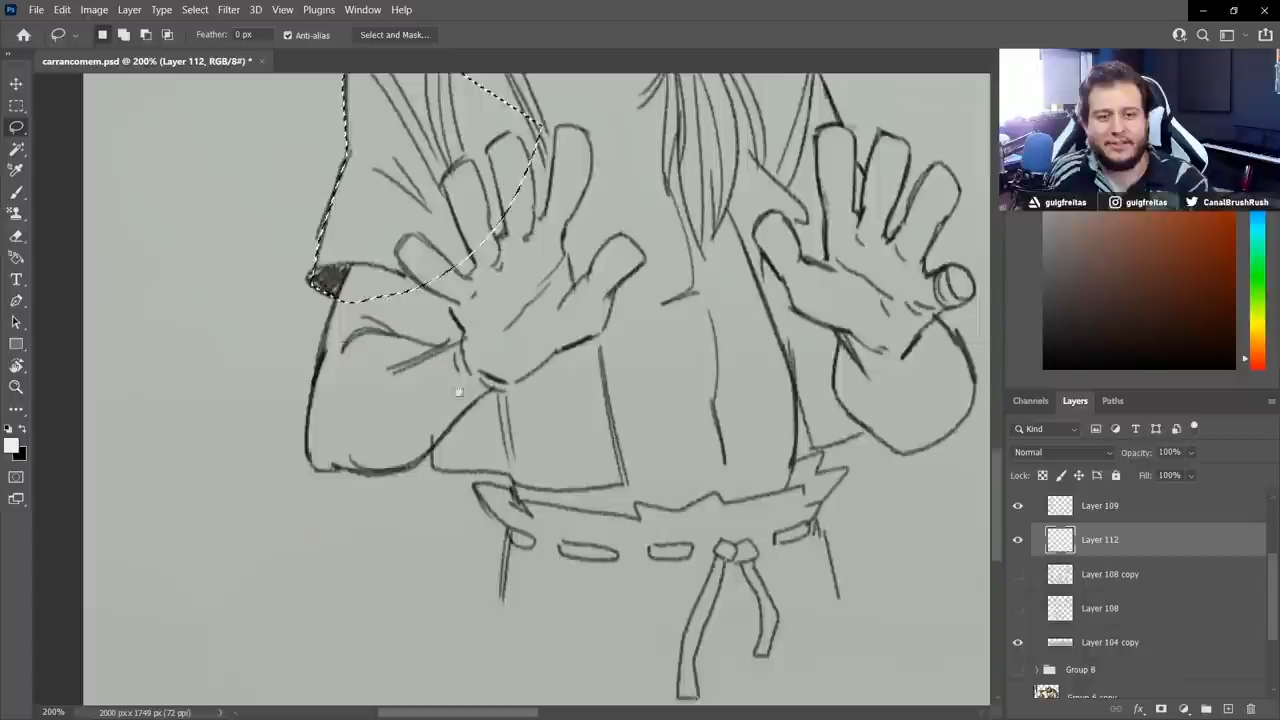 File Edit Image Layer Type Select Filter 3D View Plugins Window Help
Feather: 0 px Anti-alias Select and Mask...
carrancomem.psd @ 200% (Layer 112, RGB/8#) *
guigfreitas guigfreitas CanalBrushRush
Channels Layers Paths
Kind
Normal Opacity: 100%
Lock: Fill: 100%
Layer 109
Layer 112
Layer 108 copy
Layer 108
Layer 104 copy
Group 8
200% 2000 px x 1749 px (72 ppi)